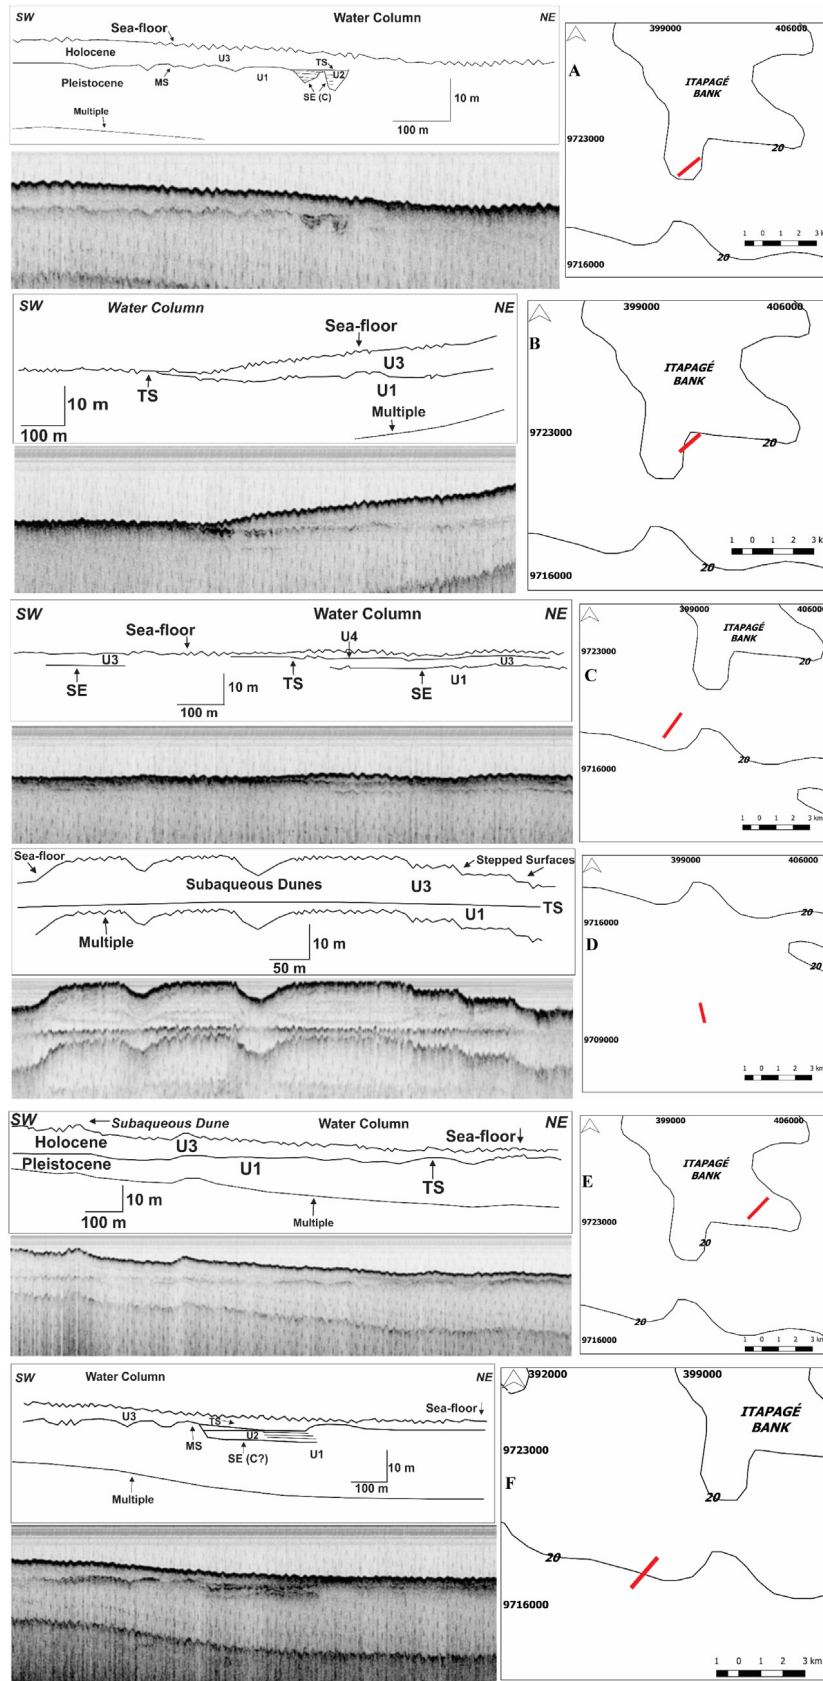 SW
Water Column
NE
Sea-floor
Holocene
U3
TS
Pleistocene
MS
U1
U2
SE (C)
10 m
100 m
Multiple
399000
406000
A
ITAPAGÉ
BANK
9723000
20
1 0 1 2 3 km
9716000
20
SW
Water Column
NE
Sea-floor
U3
TS
U1
10 m
100 m
Multiple
399000
406000
B
ITAPAGÉ
BANK
9723000
20
1 0 1 2 3 km
9716000
20
SW
Water Column
NE
Sea-floor
U4
U3
U3
SE
10 m
TS
SE
U1
100 m
399000
406000
ITAPAGÉ
BANK
9723000
20
C
9716000
20
1 0 1 2 3 km
Sea-floor
Stepped Surfaces
Subaqueous Dunes
U3
U1
TS
Multiple
10 m
50 m
399000
406000
D
9716000
20
20
9709000
1 0 1 2 3 km
SW
Subaqueous Dune
Water Column
NE
Holocene
U3
Sea-floor
Pleistocene
U1
10 m
TS
100 m
Multiple
399000
406000
E
ITAPAGÉ
BANK
9723000
20
20
9716000
1 0 1 2 3 km
SW
Water Column
NE
Sea-floor
U3
TS
U2
MS
SE (C?)
U1
10 m
100 m
Multiple
392000
399000
ITAPAGÉ
BANK
9723000
F
20
20
9716000
1 0 1 2 3 km